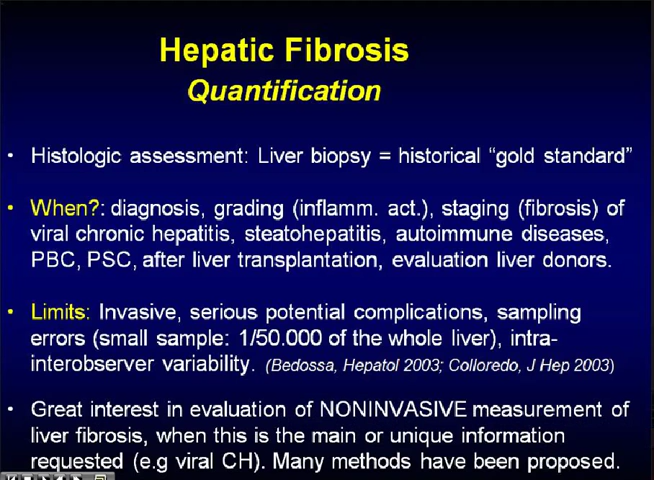 Hepatic Fibrosis
Quantification
• Histologic assessment: Liver biopsy = historical “gold standard”
• When?: diagnosis, grading (inflamm. act.), staging (fibrosis) of
viral chronic hepatitis, steatohepatitis, autoimmune diseases,
PBC, PSC, after liver transplantation, evaluation liver donors.
• Limits: Invasive, serious potential complications, sampling
errors (small sample: 1/50.000 of the whole liver), intra-
interobserver variability. (Bedossa, Hepatol 2003; Colloredo, J Hep 2003)
• Great interest in evaluation of NONINVASIVE measurement of
liver fibrosis, when this is the main or unique information
requested (e.g viral CH). Many methods have been proposed.